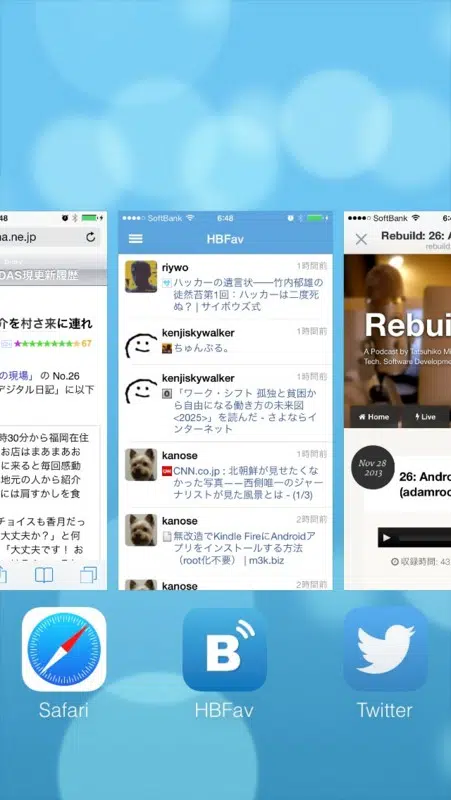 :48
a.ne.jp
DAS現更新履歴
介を村さ来に連れ
67
の現場」の No.26
デジタル日記」に以下
時30分から福岡在住
お店はまあまあお
に来ると毎回感動
地元の人から紹介
には肩すかしを食
チョイスも香月だっ
大丈夫か?」と何
「大丈夫です! お
SoftBank
6:48
HBFav
riywo
1時間前
ハッカーの遺言状――竹内郁雄の
徒然苔第1回:ハッカーは二度死
ぬ? | サイボウズ式
kenjiskywalker
1時間前
ちゅんぷる。
kenjiskywalker
1時間前
「ワーク・シフト 孤独と貧困か
ら自由になる働き方の未来図
<2025>」を読んだ - さよならイ
ンターネット
kanose
1時間前
CNN.co.jp : 北朝鮮が見せたくな
かった写真――西側唯一のジャー
ナリストが見た風景とは - (1/3)
kanose
2時間前
無改造でKindle FireにAndroidア
プリをインストールする方法
(root化不要) | m3k.biz
kanose
2時間前
SoftBank
6:4
Rebuild: 26: A
rebuild
Rebui
A Podcast by Tatsuhiko Mi
Tech, Software Developme
Home
Live
Nov 28
2013
26: Andro
(adamroc
収録時間: 43
Safari
B
HBFav
Twitter